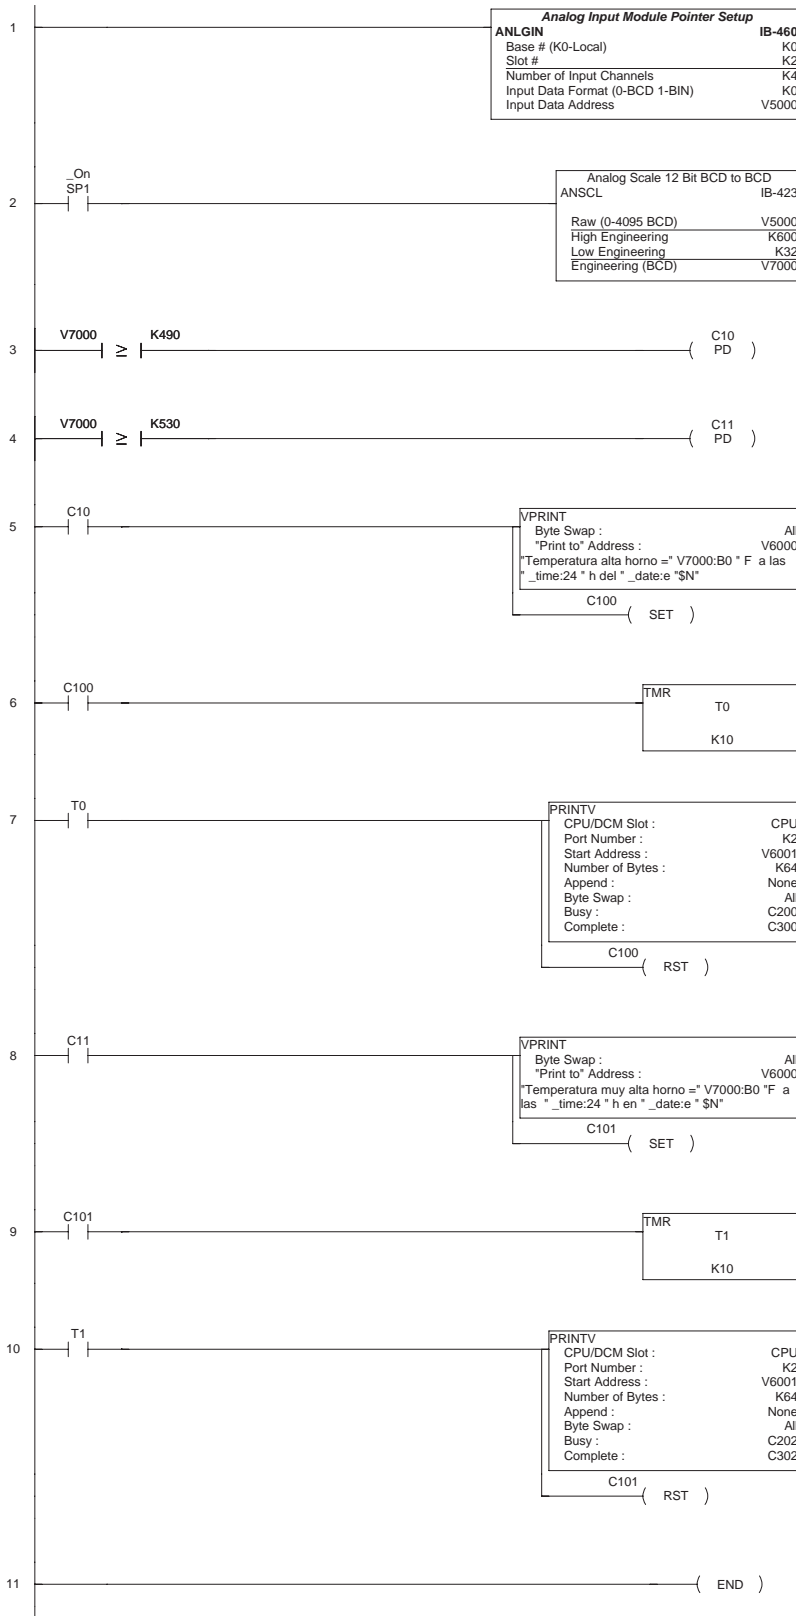 1
Analog Input Module Pointer Setup
ANLGIN IB-460
Base # (K0-Local) K0
Slot # K2
Number of Input Channels K4
Input Data Format (0-BCD 1-BIN) K0
Input Data Address V5000
2
_On
SP1
Analog Scale 12 Bit BCD to BCD
ANSCL IB-423
Raw (0-4095 BCD) V5000
High Engineering K600
Low Engineering K32
Engineering (BCD) V7000
3
V7000 ≥ K490
C10
( PD )
4
V7000 ≥ K530
C11
( PD )
5
C10
VPRINT
Byte Swap : All
"Print to" Address : V6000
"Temperatura alta horno =" V7000:B0 " F a las
" _time:24 " h del " _date:e "$N"
C100
( SET )
6
C100
TMR
T0
K10
7
T0
PRINTV
CPU/DCM Slot : CPU
Port Number : K2
Start Address : V6001
Number of Bytes : K64
Append : None
Byte Swap : All
Busy : C200
Complete : C300
C100
( RST )
8
C11
VPRINT
Byte Swap : All
"Print to" Address : V6000
"Temperatura muy alta horno =" V7000:B0 "F a
las " _time:24 " h en " _date:e " $N"
C101
( SET )
9
C101
TMR
T1
K10
10
T1
PRINTV
CPU/DCM Slot : CPU
Port Number : K2
Start Address : V6001
Number of Bytes : K64
Append : None
Byte Swap : All
Busy : C202
Complete : C302
C101
( RST )
11
( END )